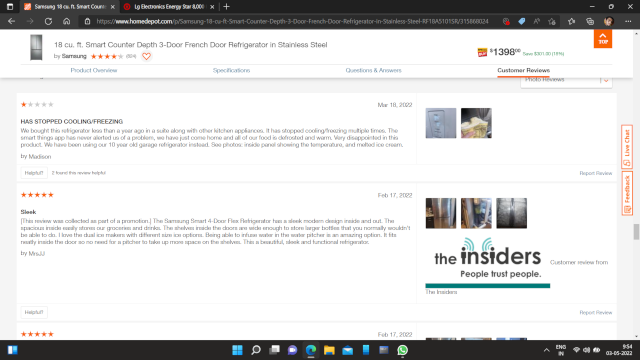 Samsung 18 cu. ft. Smart Counte
Lg Electronics Energy Star 8,000
https://www.homedepot.com/p/Samsung-18-cu-ft-Smart-Counter-Depth-3-Door-French-Door-Refrigerator-in-Stainless-Steel-RF18A5101SR/315868024
18 cu. ft. Smart Counter Depth 3-Door French Door Refrigerator in Stainless Steel
by Samsung
$139800 Save $301.00 (18%)
TOP
Product Overview Specifications Questions & Answers Customer Reviews
Photo Reviews
Mar 18, 2022
HAS STOPPED COOLING/FREEZING
We bought this refrigerator less than a year ago in a suite along with other kitchen appliances. It has stopped cooling/freezing multiple times. The
smart things app has never alerted us of a problem, we have just come home and all of our food is defrosted and warm. Very disappointed in this
product. We have been using our 10 year old garage refrigerator instead. See photos: inside panel showing the temperature, and melted ice cream.
by Madison
Helpful? 2 found this review helpful
Report Review
Live Chat
Feedback
Feb 17, 2022
Sleek
[This review was collected as part of a promotion.] The Samsung Smart 4-Door Flex Refrigerator has a sleek modern design inside and out. The
spacious inside easily stores our groceries and drinks. The shelves inside the doors are wide enough to store larger bottles that you normally wouldn't
be able to do. I love the dual ice makers with different size ice options. Being able to infuse water in the water pitcher is an amazing option. It fits
neatly inside the door so no need for a pitcher to take up more space on the shelves. This is a beautiful, sleek and functional refrigerator.
by MrsJJ
the insiders
People trust people.
Customer review from
The Insiders
Helpful?
Report Review
Feb 17, 2022
ENG
IN
9:54
03-05-2022